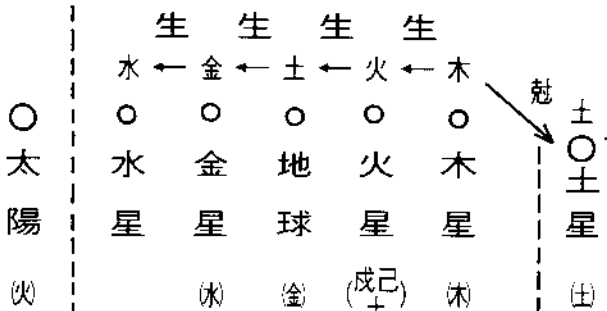 生 生 生 生
水 ← 金 ← 土 ← 火 ← 木
尅
土
太陽
水星
金星
地球
火星
木星
土星
㈫ ㈬ ㈮ (戊己土) ㈭ ㈯